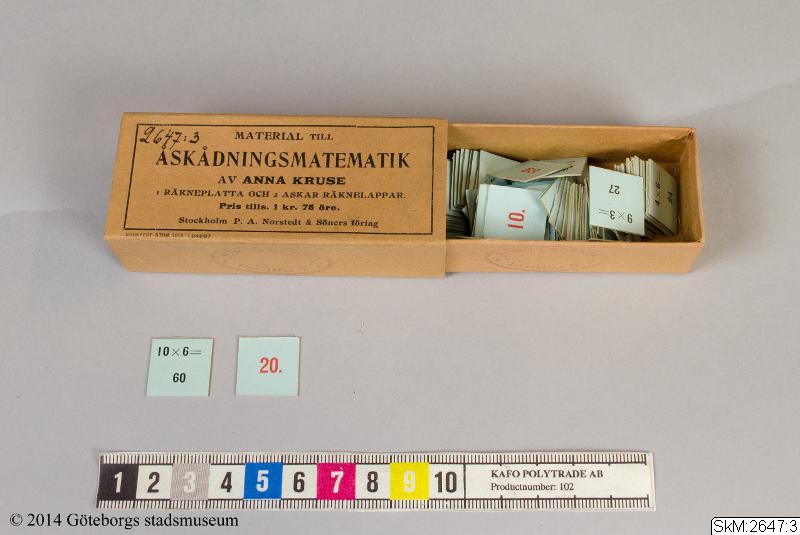 2647:3
MATERIAL TILL
ÅSKÅDNINGSMATEMATIK
AV ANNA KRUSE
1 RÄKNEPLATTA OCH 2 ASKAR RÄKNELAPPAR.
Pris tills. 1 kr. 75 öre.
Stockholm P. A. Norstedt & Söners förlag
10.
9×3=
27
10×6=
60
20.
1 2 3 4 5 6 7 8 9 10
KAFO POLYTRADE AB
Productnumber: 102
© 2014 Göteborgs stadsmuseum
SkM:2647:3